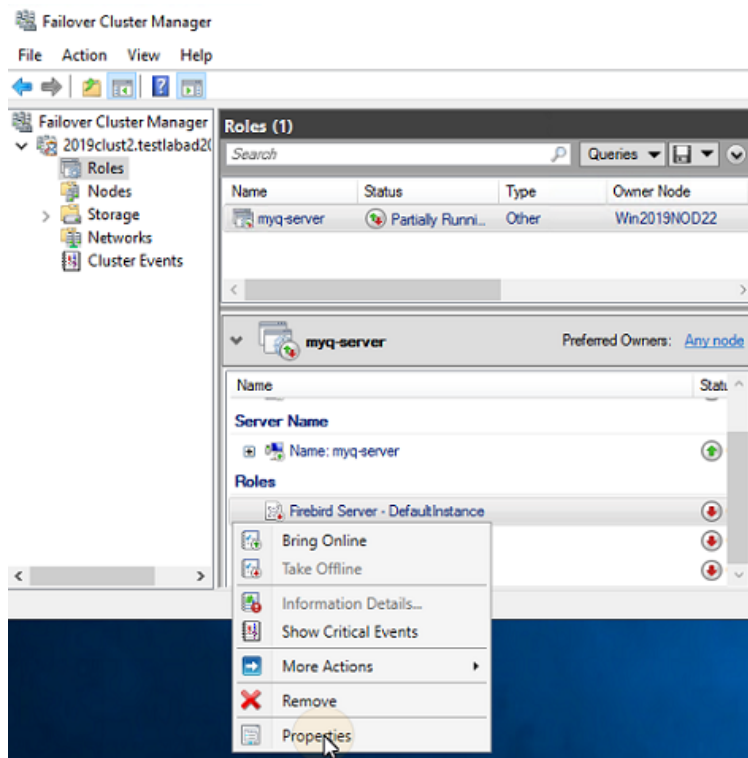 Failover Cluster Manager
File Action View Help
Failover Cluster Manager
2019clust2.testlabad2(
Roles
Nodes
Storage
Networks
Cluster Events
Roles (1)
Search
Queries
Name Status Type Owner Node
myq-server Partially Runni... Other Win2019NOD22
myq-server Preferred Owners: Any node
Name Statu
Server Name
Name: myq-server
Roles
Firebird Server - DefaultInstance
Bring Online
Take Offline
Information Details...
Show Critical Events
More Actions
Remove
Properties